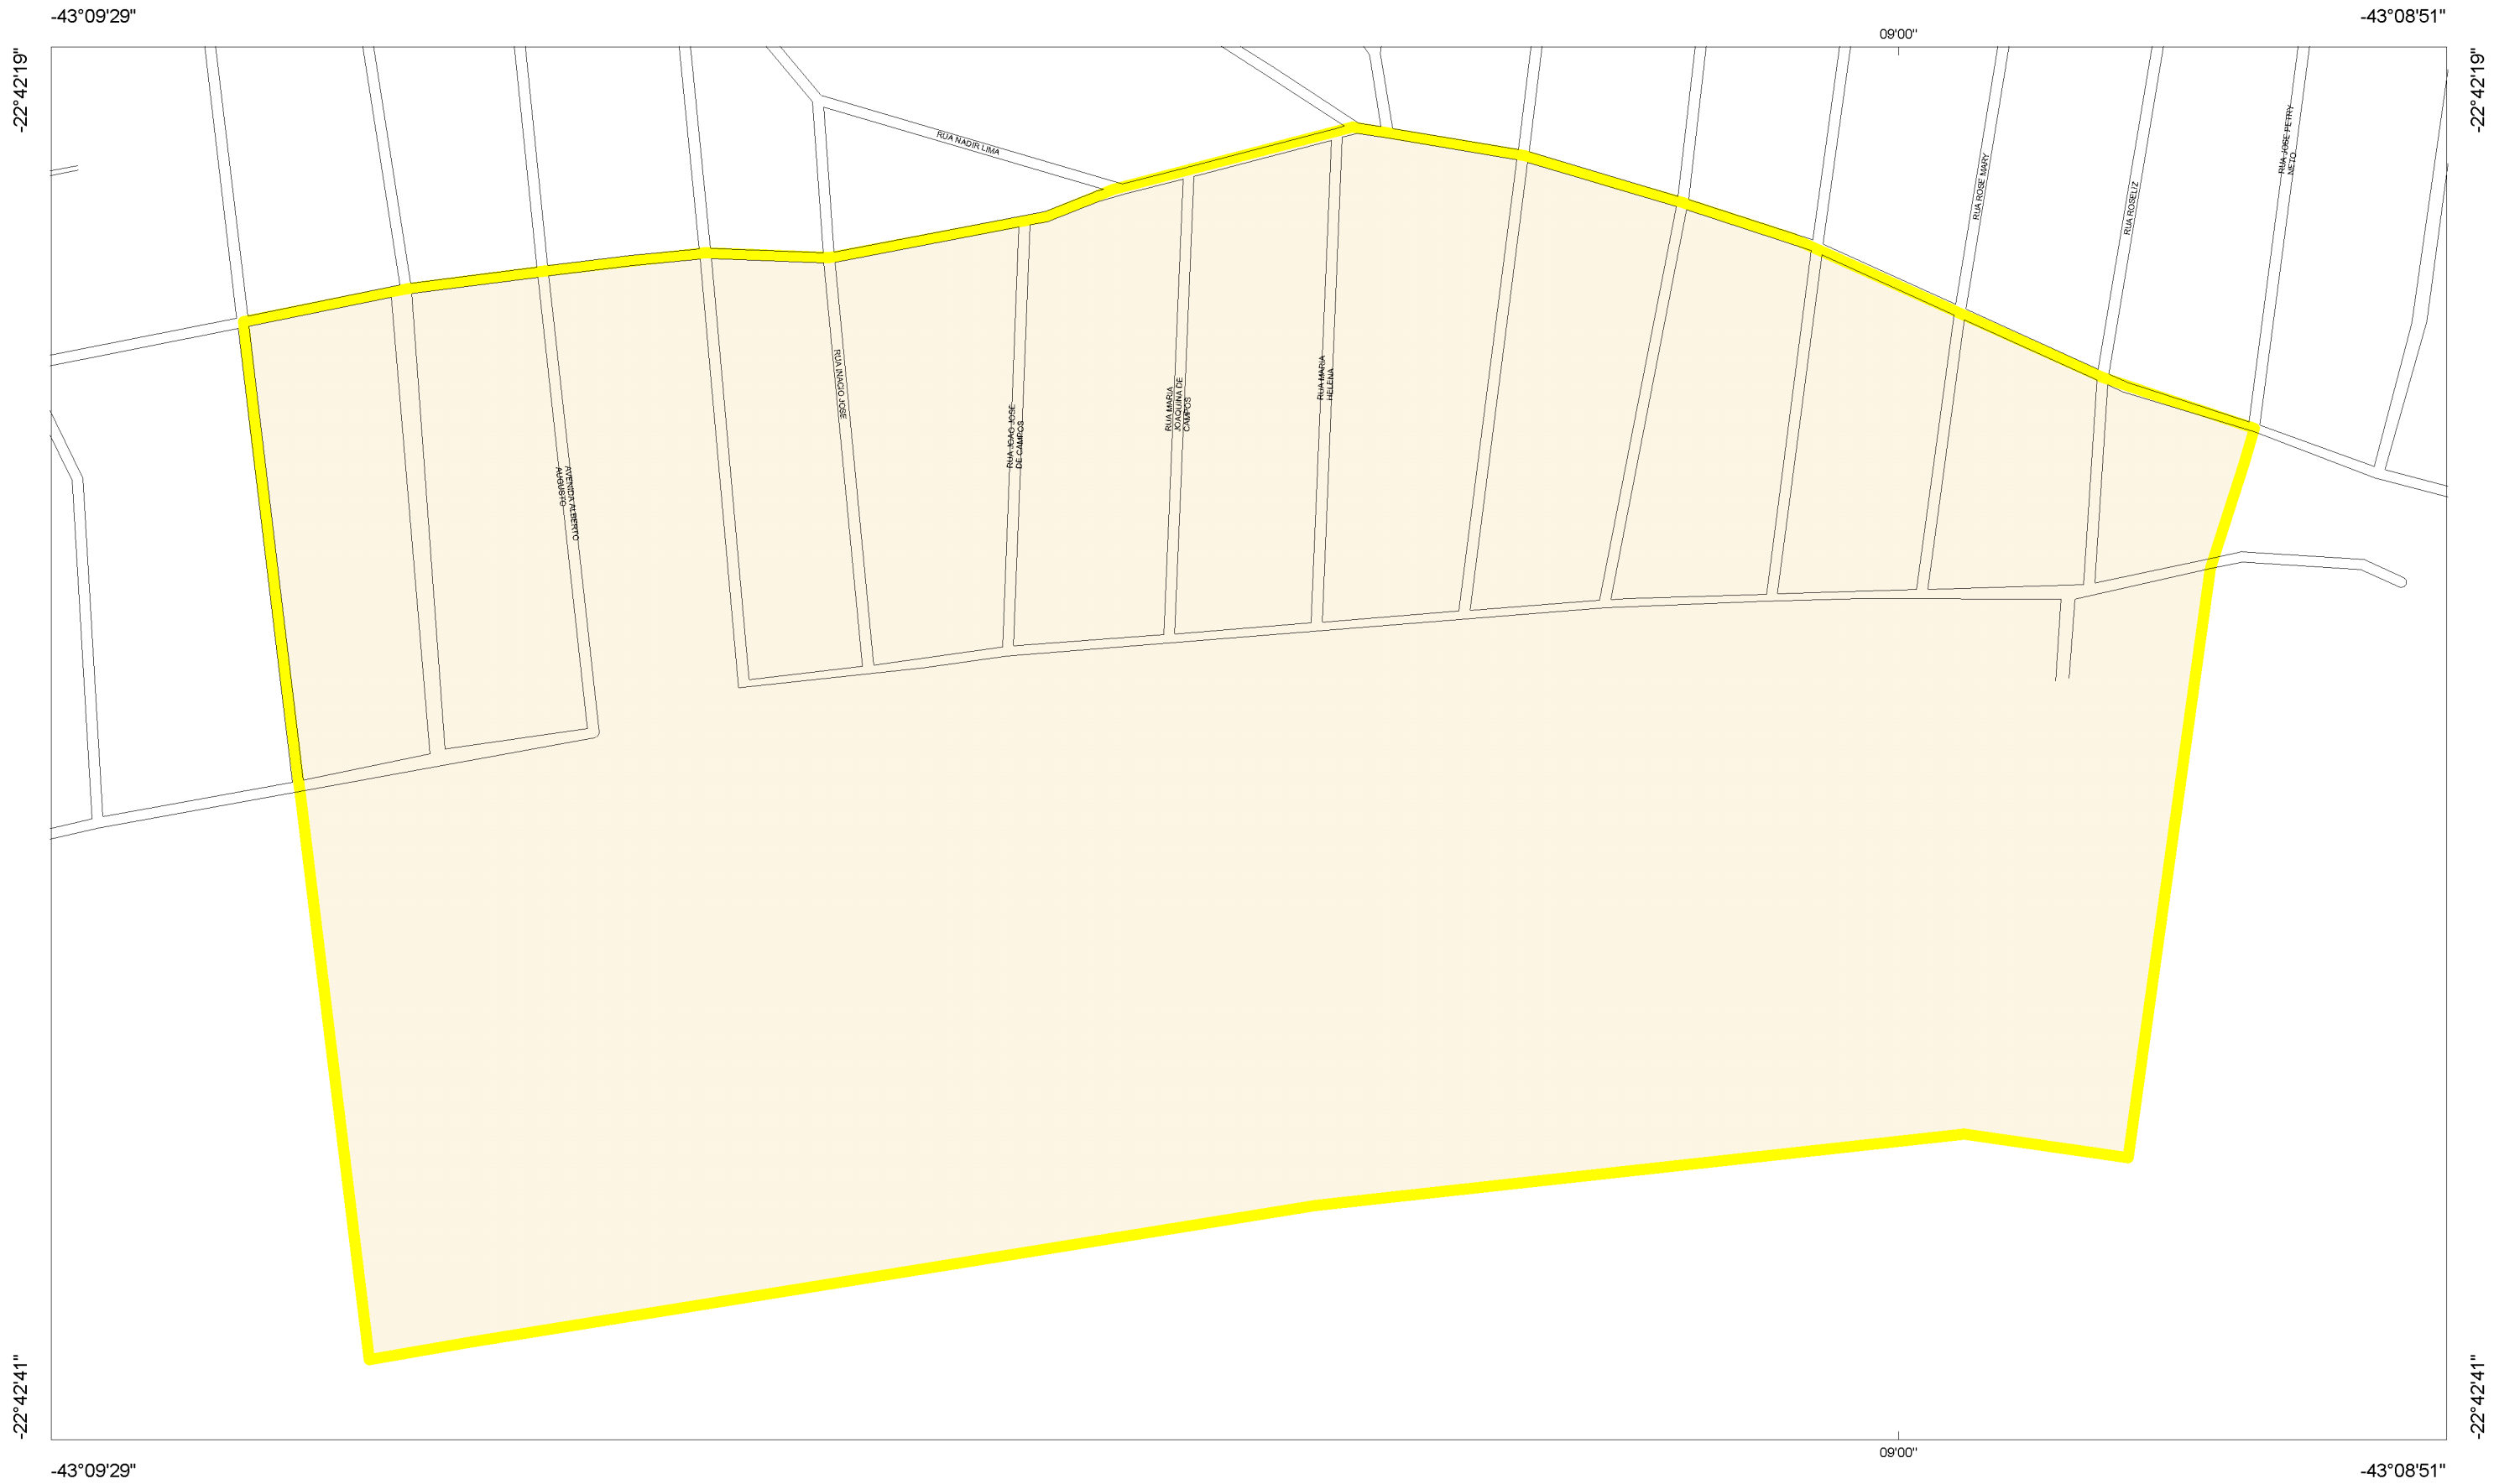 -43°09'29"
-43°08'51"
09'00"
-22°42'19"
-22°42'19"
RUA NADIR LIMA
RUA JOSE PETRY
NETO
RUA ROSE MARY
RUA ROSELIZ
RUA INACIO JOSE
RUA MARIA
HELENA
RUA MARIA
JOAQUINA DE
CAMPOS
RUA JOAO JOSE
DE CAMPOS
AVENIDA ALBERTO
AUGUSTO
-22°42'41"
-22°42'41"
09'00"
-43°09'29"
-43°08'51"